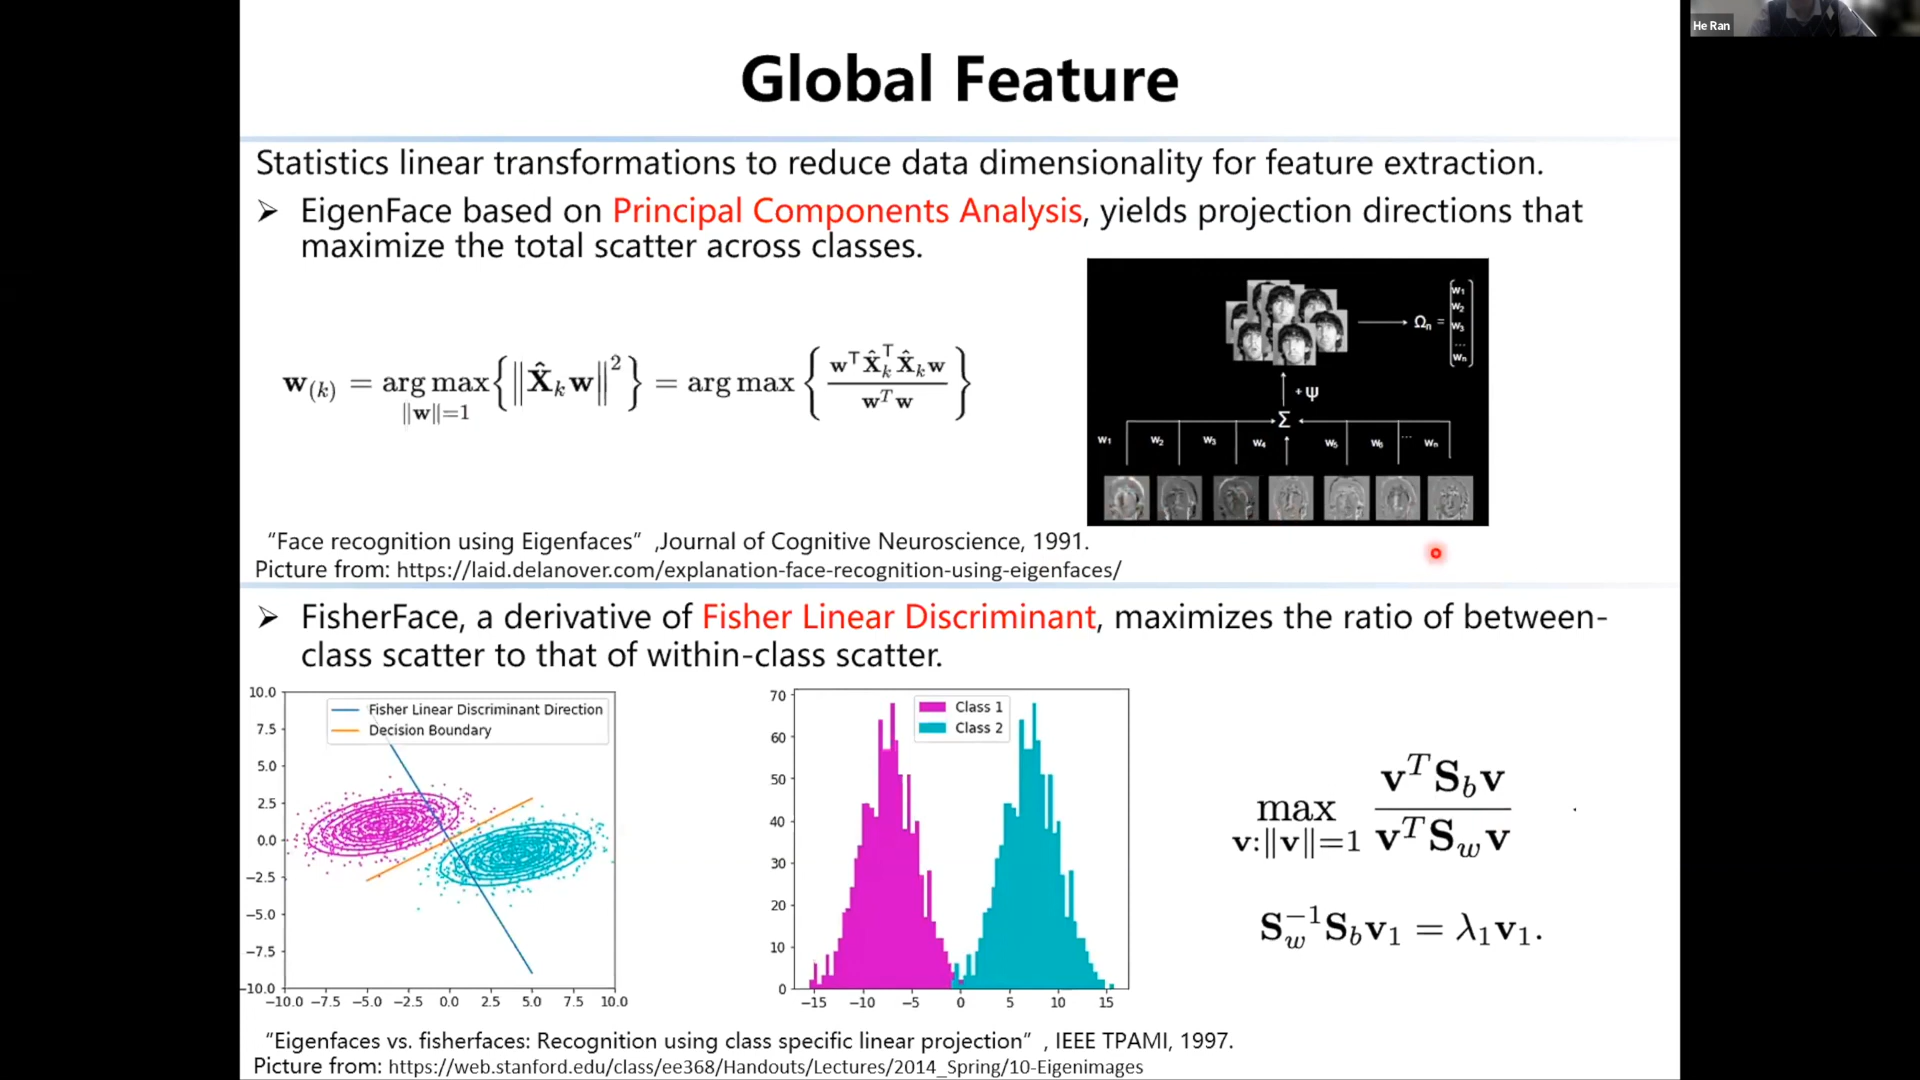 He Ran
Global Feature
Statistics linear transformations to reduce data dimensionality for feature extraction.
➢ EigenFace based on Principal Components Analysis, yields projection directions that
maximize the total scatter across classes.
w₍ₖ₎ = arg max_{‖w‖=1} { ‖X̂ₖw‖² } = arg max { wᵀX̂ₖᵀX̂ₖw / wᵀw }
Ωₙ = [w₁ w₂ w₃ ... wₙ]
+ Ψ
Σ
w₁ w₂ w₃ w₄ w₅ w₆ ... wₙ
“Face recognition using Eigenfaces” ,Journal of Cognitive Neuroscience, 1991.
Picture from: https://laid.delanover.com/explanation-face-recognition-using-eigenfaces/
➢ FisherFace, a derivative of Fisher Linear Discriminant, maximizes the ratio of between-
class scatter to that of within-class scatter.
Fisher Linear Discriminant Direction
Decision Boundary
10.0
7.5
5.0
2.5
0.0
−2.5
−5.0
−7.5
−10.0
−10.0 −7.5 −5.0 −2.5 0.0 2.5 5.0 7.5 10.0
Class 1
Class 2
70
60
50
40
30
20
10
0
−15 −10 −5 0 5 10 15
max_{v:‖v‖=1} vᵀS_b v / vᵀS_w v
S_w⁻¹S_b v₁ = λ₁v₁.
“Eigenfaces vs. fisherfaces: Recognition using class specific linear projection” , IEEE TPAMI, 1997.
Picture from: https://web.stanford.edu/class/ee368/Handouts/Lectures/2014_Spring/10-Eigenimages